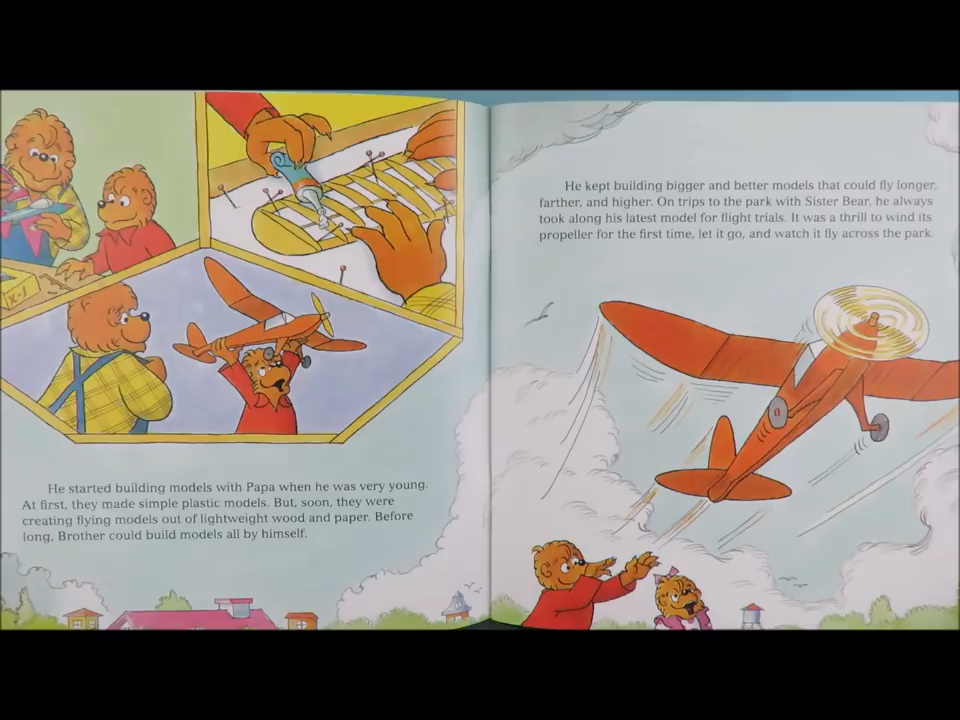 X-1
He started building models with Papa when he was very young.
At first, they made simple plastic models. But, soon, they were
creating flying models out of lightweight wood and paper. Before
long, Brother could build models all by himself.
He kept building bigger and better models that could fly longer,
farther, and higher. On trips to the park with Sister Bear, he always
took along his latest model for flight trials. It was a thrill to wind its
propeller for the first time, let it go, and watch it fly across the park.